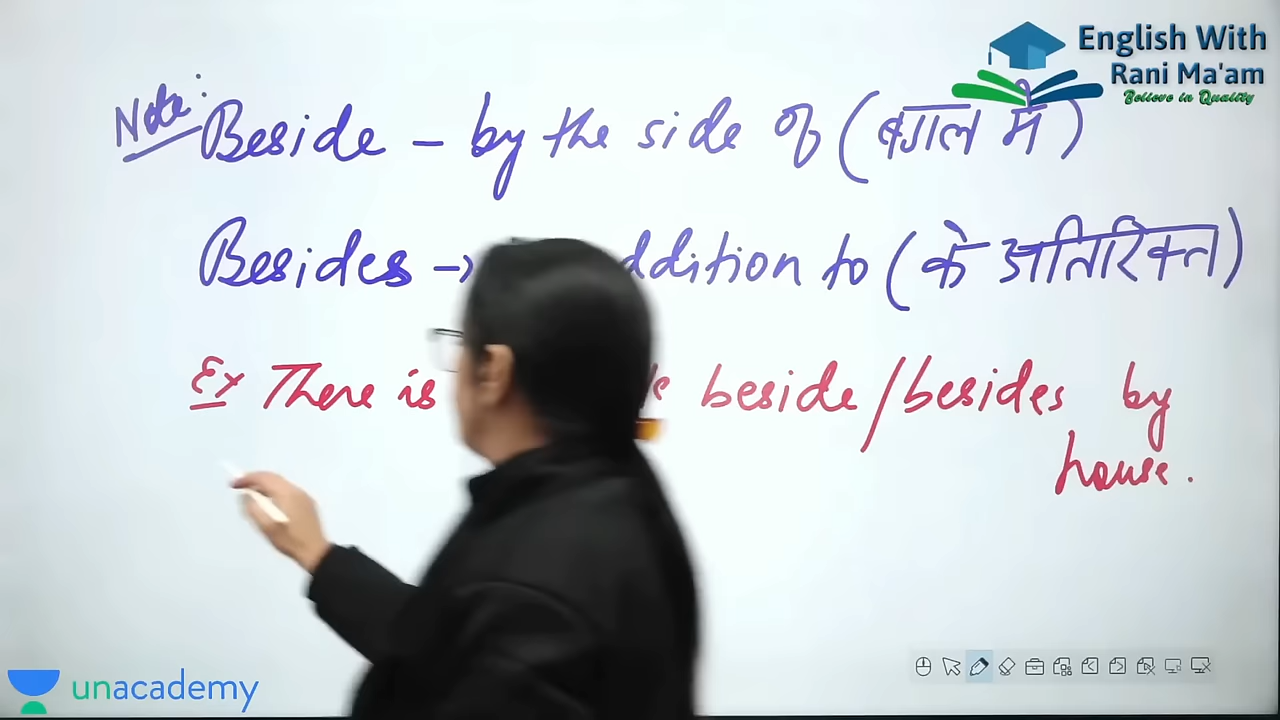 English With
Rani Ma'am
Believe in Quality
Note: Beside – by the side of (बगल में)
Besides → ddition to (के अतिरिक्त)
Ex There is beside/besides by
house.
unacademy